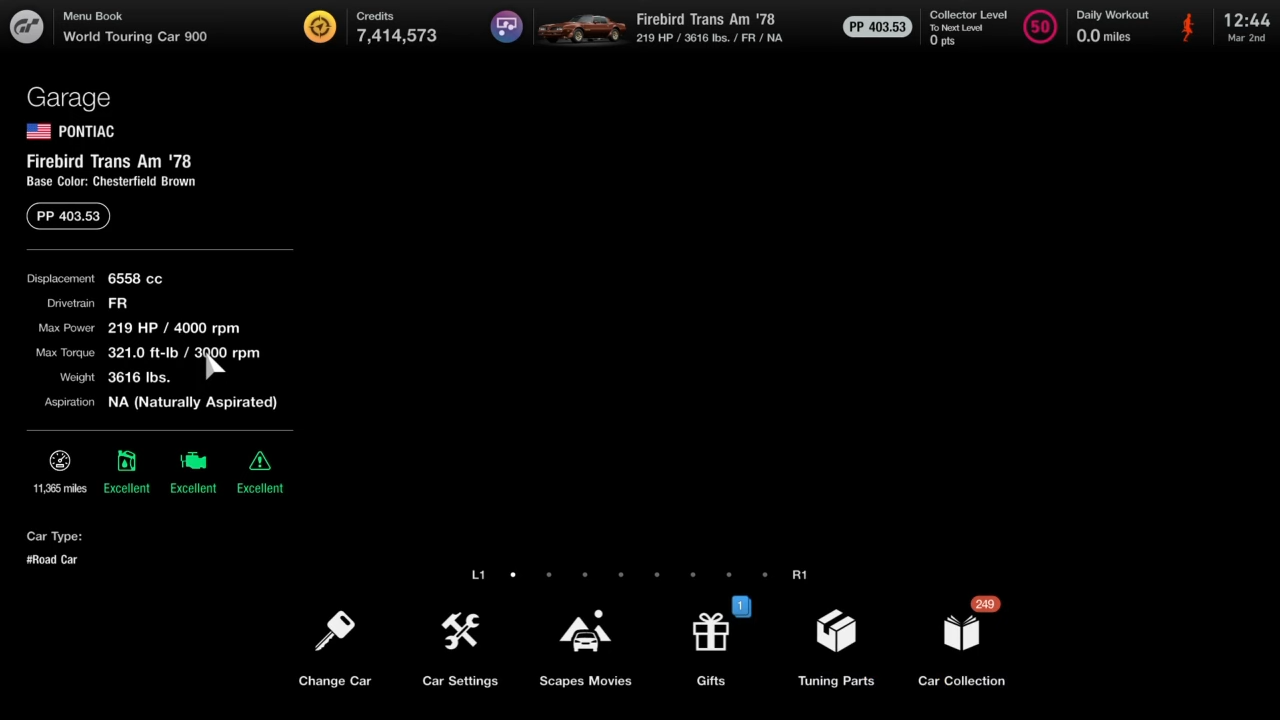 Menu Book
World Touring Car 900
Credits
7,414,573
Firebird Trans Am '78
219 HP / 3616 lbs. / FR / NA
PP 403.53
Collector Level
To Next Level
0 pts
50
Daily Workout
0.0 miles
12:44
Mar 2nd
Garage
PONTIAC
Firebird Trans Am '78
Base Color: Chesterfield Brown
PP 403.53
Displacement 6558 cc
Drivetrain FR
Max Power 219 HP / 4000 rpm
Max Torque 321.0 ft-lb / 3000 rpm
Weight 3616 lbs.
Aspiration NA (Naturally Aspirated)
11,365 miles Excellent Excellent Excellent
Car Type:
#Road Car
L1 R1
1
249
Change Car Car Settings Scapes Movies Gifts Tuning Parts Car Collection